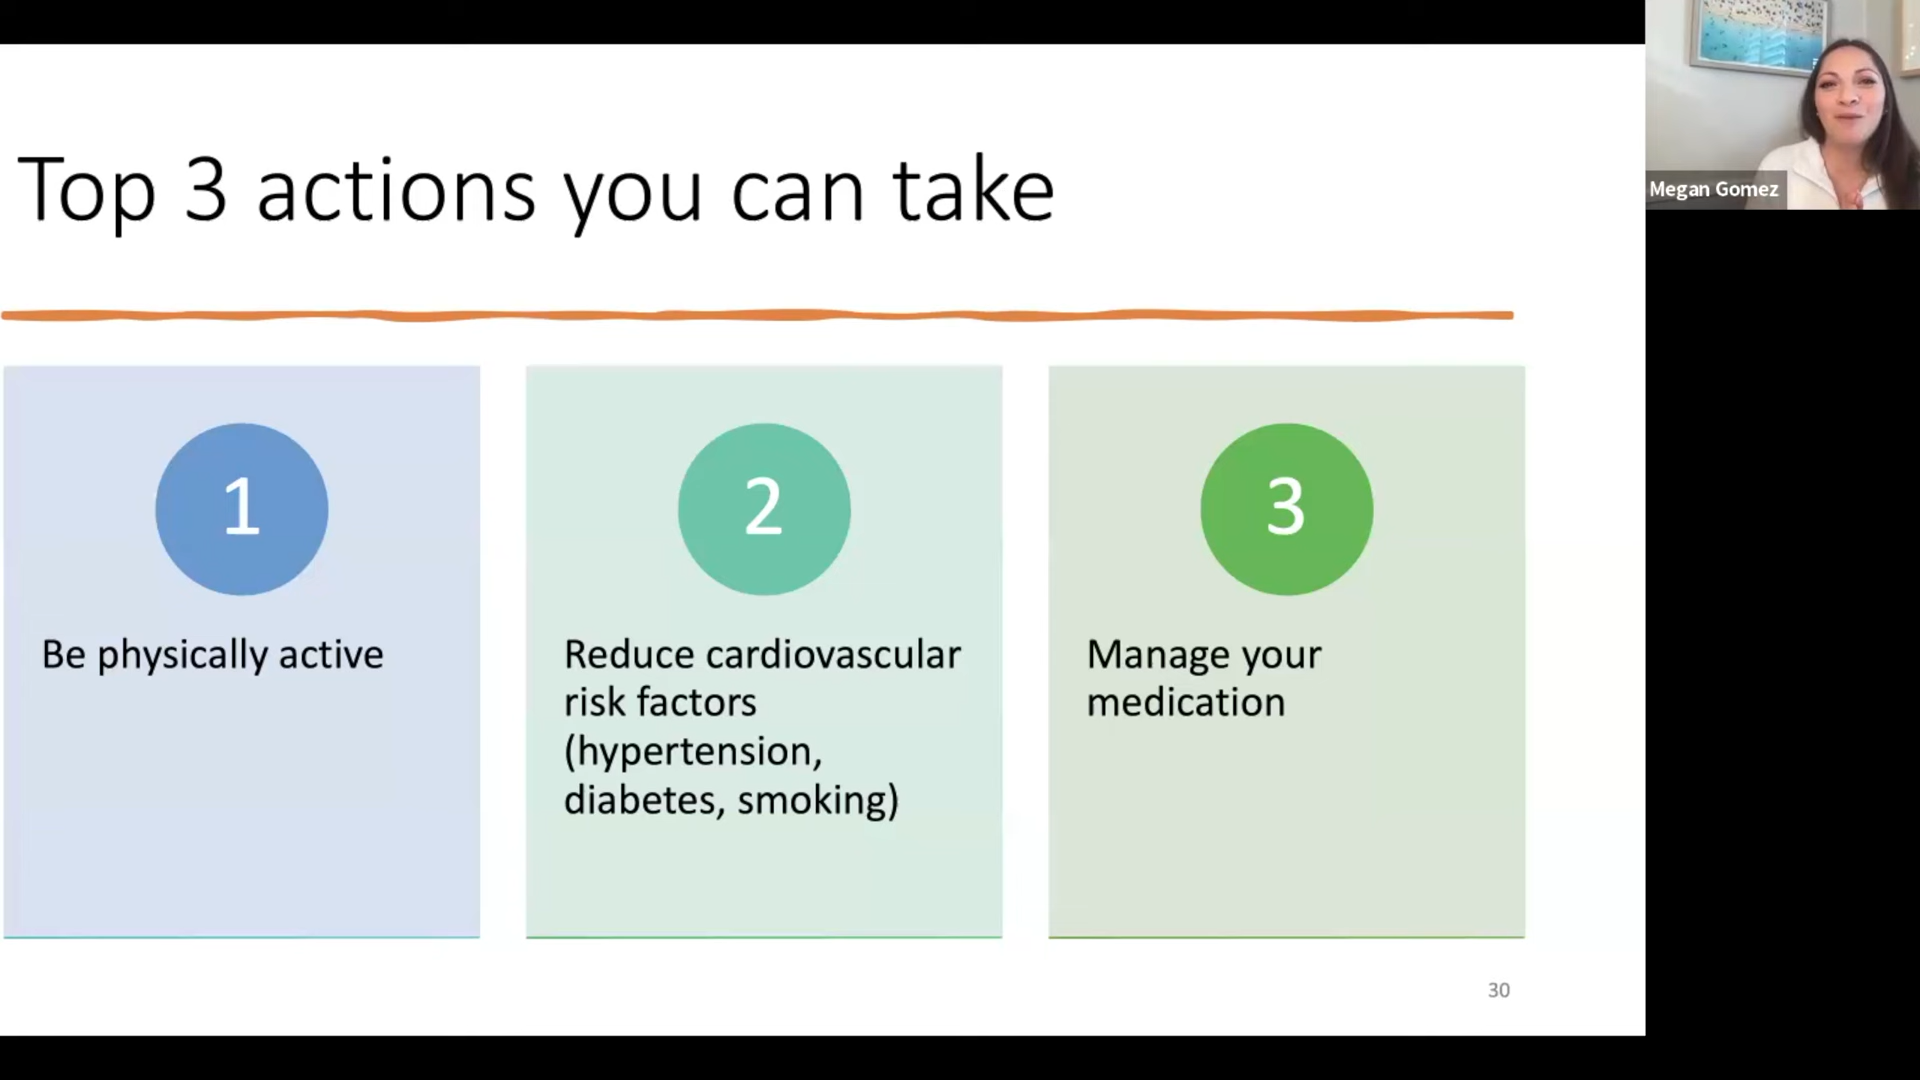 Top 3 actions you can take
1
Be physically active
2
Reduce cardiovascular
risk factors
(hypertension,
diabetes, smoking)
3
Manage your
medication
30
Megan Gomez